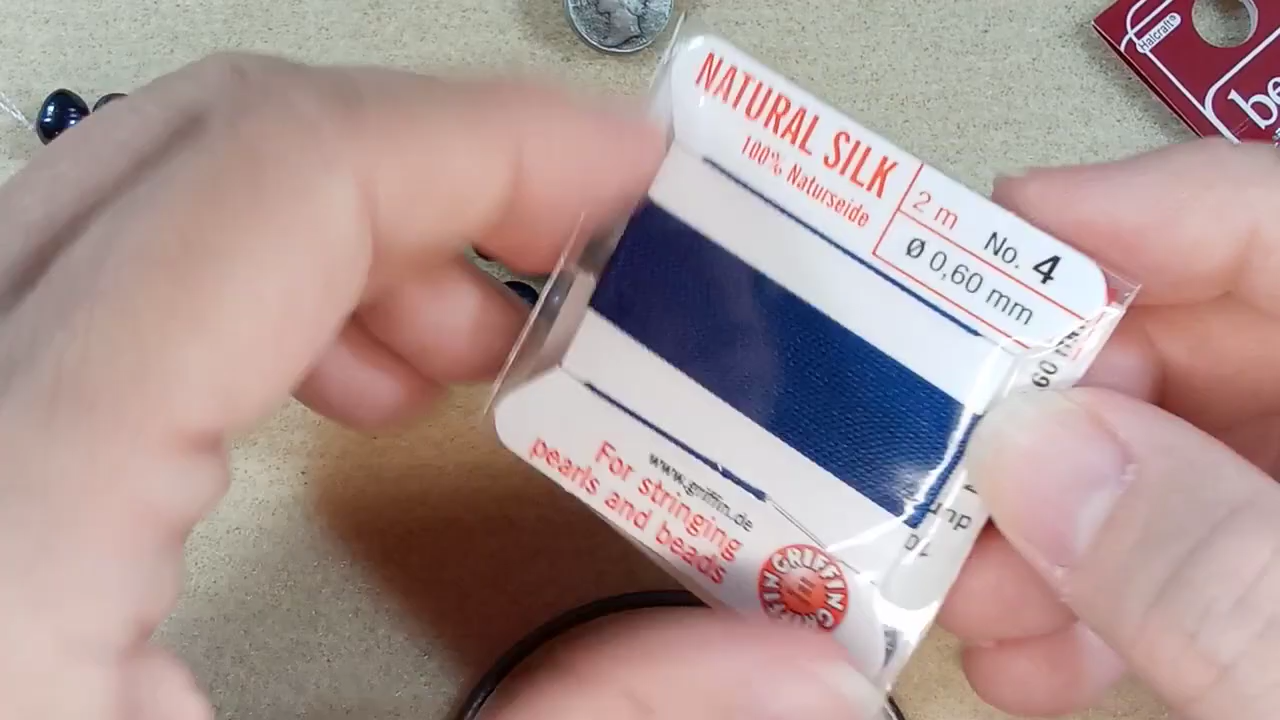 NATURAL SILK
100% Naturseide
2 m
No. 4
Ø 0,60 mm
www.griffin.de
For stringing
pearls and beads
GRIFFIN
Halcraft®
be